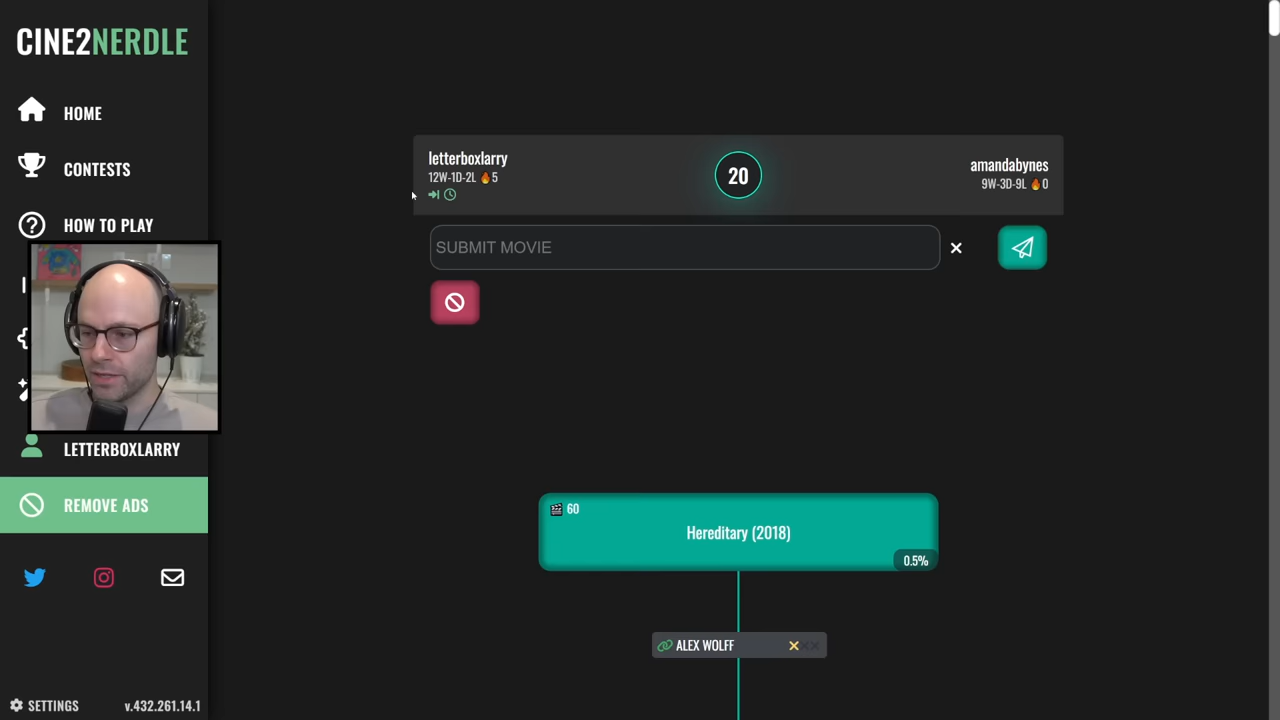 CINE2NERDLE
HOME
CONTESTS
HOW TO PLAY
LETTERBOXLARRY
REMOVE ADS
SETTINGS
v.432.261.14.1
letterboxlarry
12W-1D-2L 🔥5
20
amandabynes
9W-3D-9L 🔥0
SUBMIT MOVIE
60
Hereditary (2018)
0.5%
ALEX WOLFF